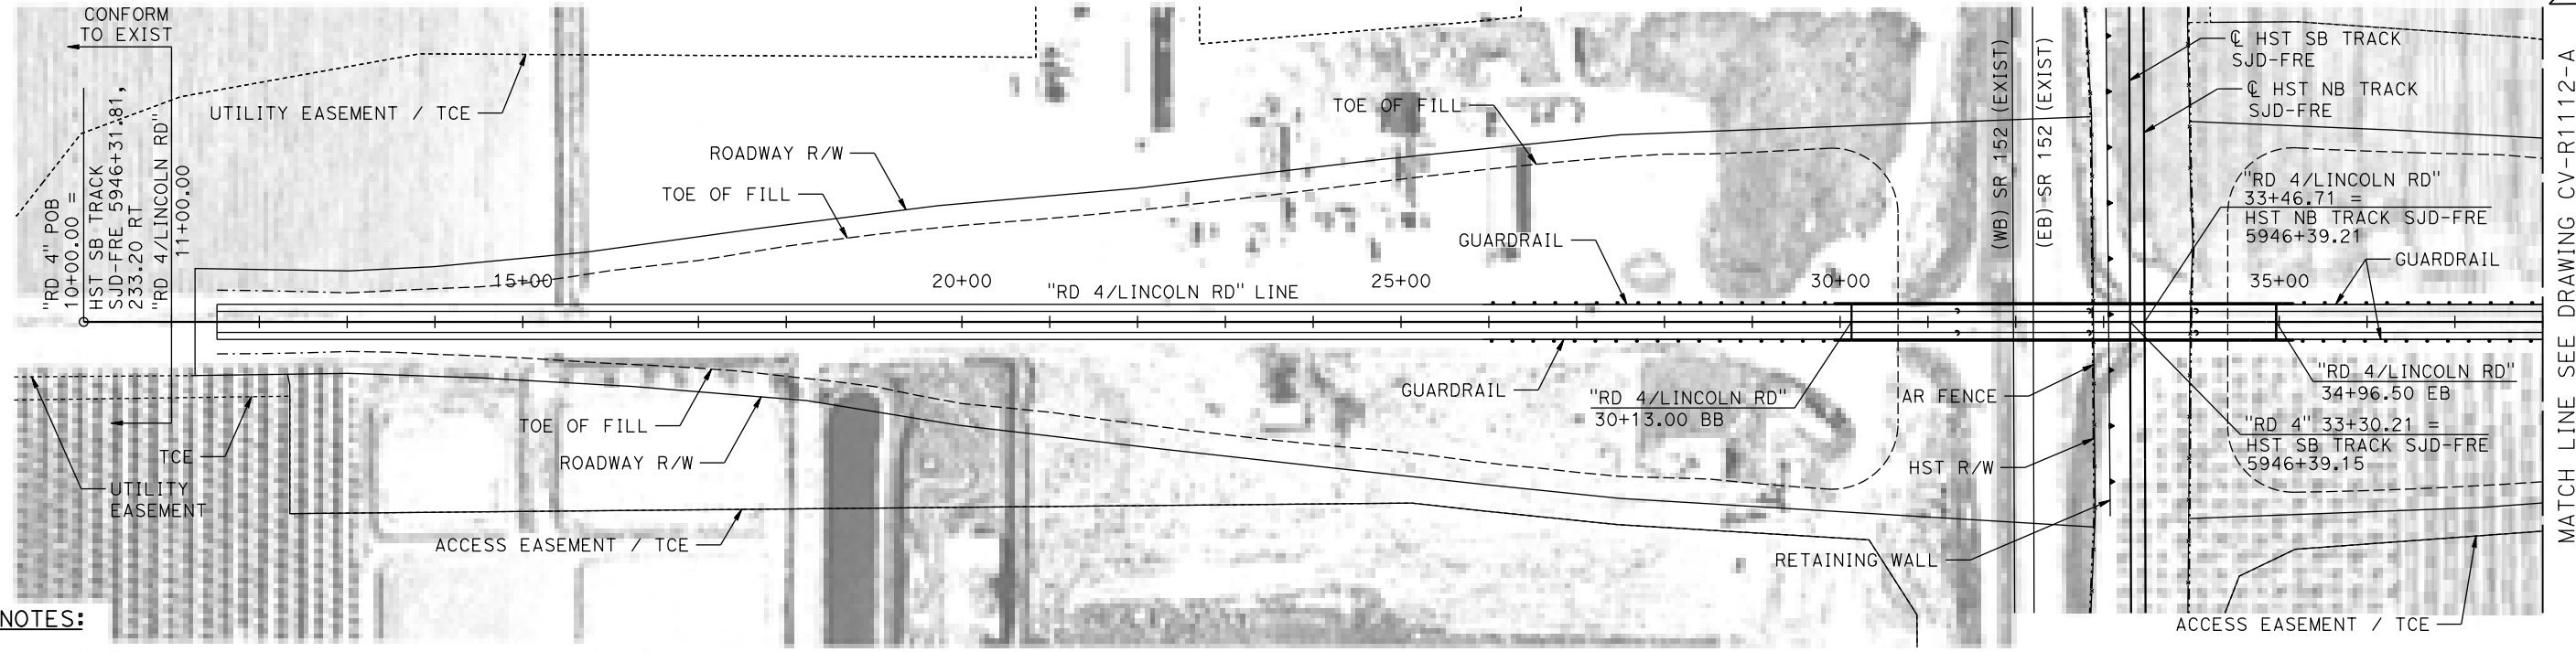 CONFORM
TO EXIST
"RD 4" POB
10+00.00 =
HST SB TRACK
SJD-FRE 5946+31.81,
233.20 RT
"RD 4/LINCOLN RD"
11+00.00
UTILITY EASEMENT / TCE
ROADWAY R/W
TOE OF FILL
TOE OF FILL
GUARDRAIL
15+00
20+00
"RD 4/LINCOLN RD" LINE
25+00
30+00
35+00
(WB) SR 152 (EXIST)
(EB) SR 152 (EXIST)
℄ HST SB TRACK
SJD-FRE
℄ HST NB TRACK
SJD-FRE
"RD 4/LINCOLN RD"
33+46.71 =
HST NB TRACK SJD-FRE
5946+39.21
GUARDRAIL
MATCH LINE SEE DRAWING CV-R1112-A
TCE
UTILITY
EASEMENT
TOE OF FILL
ROADWAY R/W
ACCESS EASEMENT / TCE
GUARDRAIL
"RD 4/LINCOLN RD"
30+13.00 BB
AR FENCE
HST R/W
RETAINING WALL
"RD 4/LINCOLN RD"
34+96.50 EB
"RD 4" 33+30.21 =
HST SB TRACK SJD-FRE
5946+39.15
ACCESS EASEMENT / TCE
NOTES: